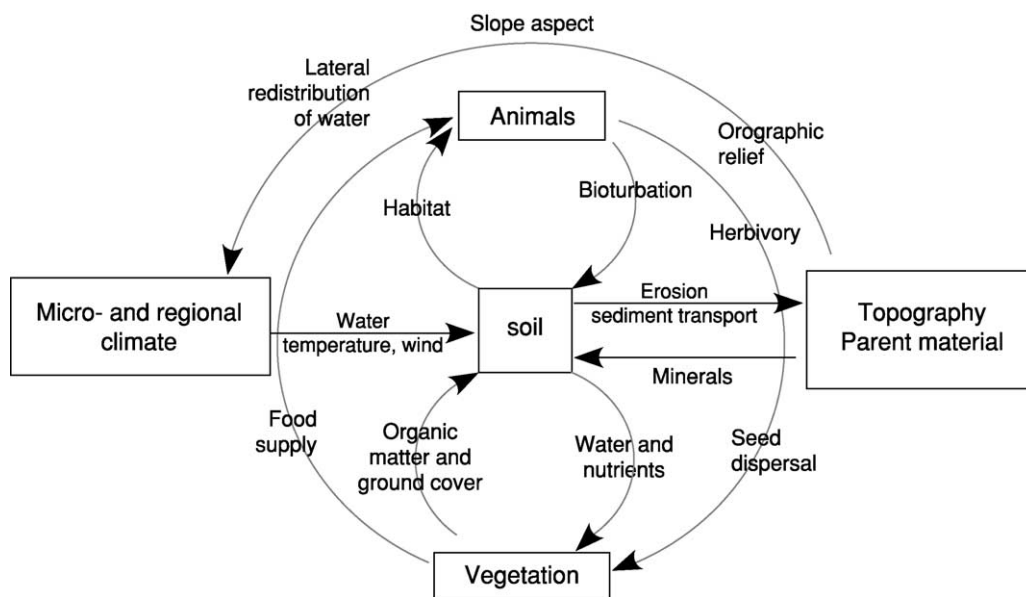 Slope aspect
Lateral
redistribution
of water
Animals
Orographic
relief
Habitat
Bioturbation
Herbivory
Micro- and regional
climate
Water
temperature, wind
soil
Erosion
sediment transport
Minerals
Topography
Parent material
Food
supply
Organic
matter and
ground cover
Water and
nutrients
Seed
dispersal
Vegetation